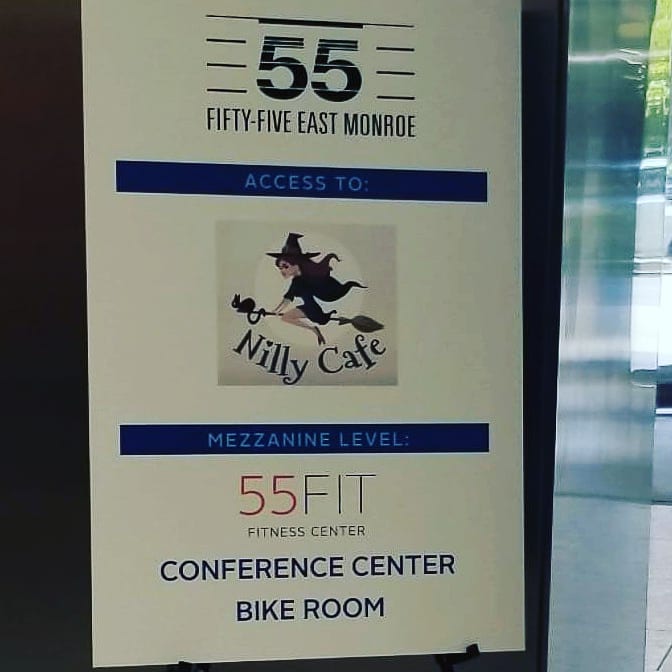 55
FIFTY-FIVE EAST MONROE
ACCESS TO:
Nilly Cafe
MEZZANINE LEVEL:
55FIT
FITNESS CENTER
CONFERENCE CENTER
BIKE ROOM